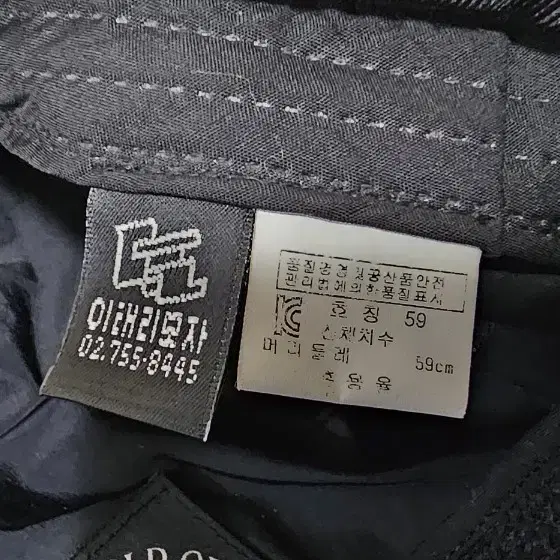 이태리모자
02.755-8445
품질경영 및 공산품안전
관리법에 의한 품질표시
호칭 59
신체치수
머리둘레 59cm